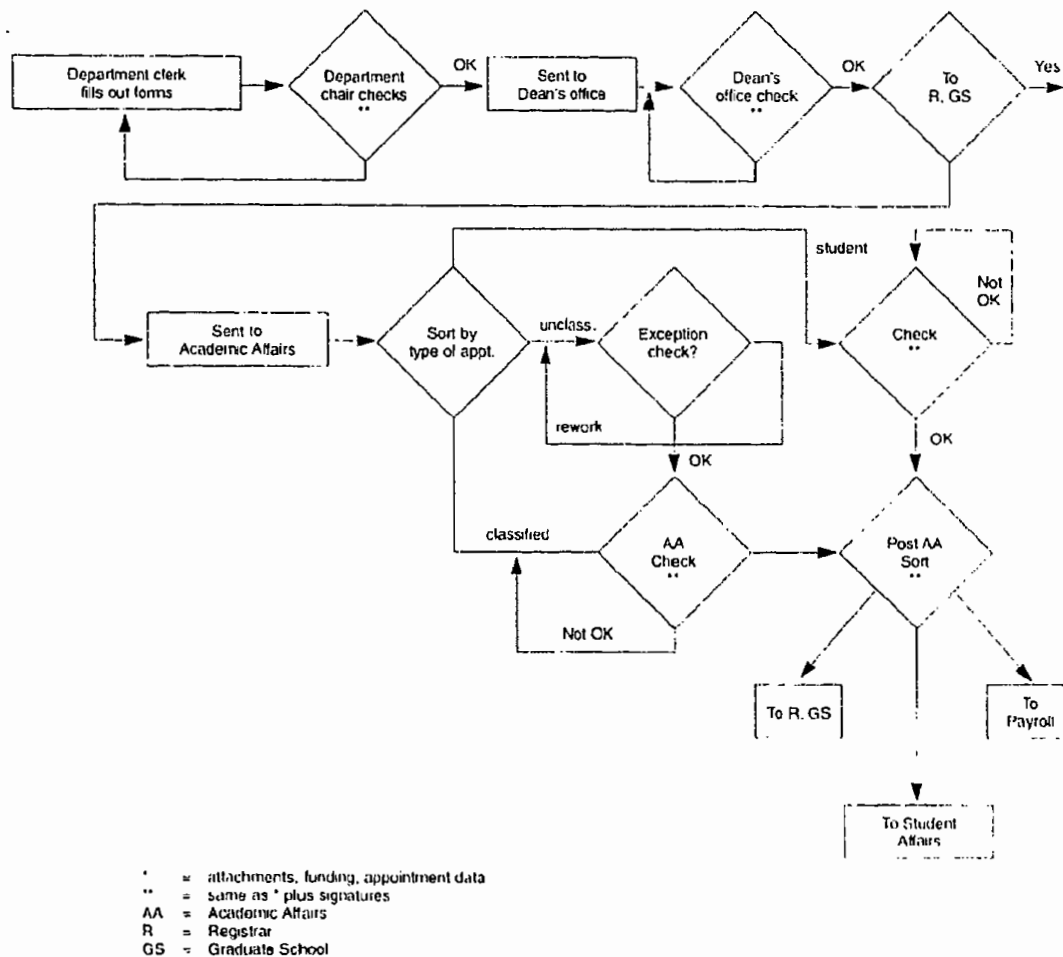 Department clerk
fills out forms
Department
chair checks
**
OK
Sent to
Dean's office
Dean's
office check
**
OK
To
R, GS
Yes
student
Not
OK
Sent to
Academic Affairs
Sort by
type of appt.
unclass.
Exception
check?
Check
**
rework
OK
OK
classified
AA
Check
**
Post AA
Sort
**
Not OK
To R, GS
To
Payroll
To Student
Affairs
* = attachments, funding, appointment data
** = same as * plus signatures
AA = Academic Affairs
R = Registrar
GS = Graduate School